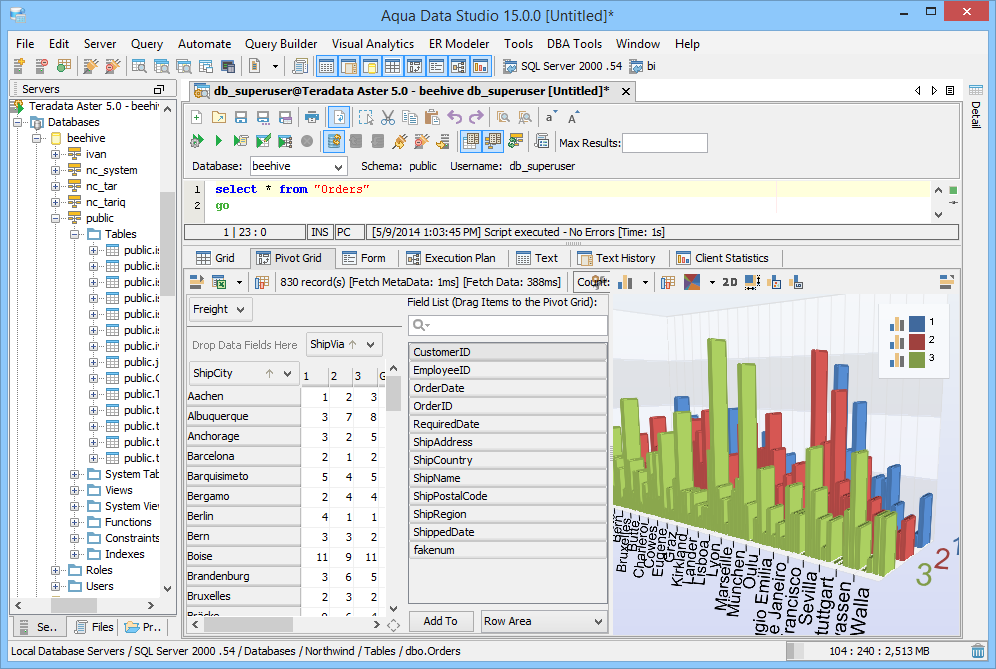 Aqua Data Studio 15.0.0 [Untitled]*
File Edit Server Query Automate Query Builder Visual Analytics ER Modeler Tools DBA Tools Window Help
SQL Server 2000 .54 bi
Servers
db_superuser@Teradata Aster 5.0 - beehive db_superuser [Untitled]*
Detail
Teradata Aster 5.0 - beehiv
Databases
beehive
ivan
nc_system
nc_tar
nc_tariq
public
Tables
public.is
public.is
public.is
public.is
public.is
public.is
public.iv
public.j
public.C
public.T
public.t
public.t
public.t
public.t
System Tab
Views
System View
Functions
Constraints
Indexes
Roles
Users
Se... Files Pr...
Max Results:
Database: beehive Schema: public Username: db_superuser
1 select * from "Orders"
2 go
1 | 23 : 0 INS PC [5/9/2014 1:03:45 PM] Script executed - No Errors [Time: 1s]
Grid Pivot Grid Form Execution Plan Text Text History Client Statistics
830 record(s) [Fetch MetaData: 1ms] [Fetch Data: 388ms] Count: 2D
Freight
Field List (Drag Items to the Pivot Grid):
Drop Data Fields Here ShipVia
ShipCity 1 2 3 G
Aachen 1 2 3
Albuquerque 3 7 8
Anchorage 3 2 5
Barcelona 2 1 2
Barquisimeto 5 4 5
Bergamo 2 4 4
Berlin 4 1 1
Bern 3 3 2
Boise 11 9 11
Brandenburg 3 6 5
Bruxelles 2 3 2
CustomerID
EmployeeID
OrderDate
OrderID
RequiredDate
ShipAddress
ShipCountry
ShipName
ShipPostalCode
ShipRegion
ShippedDate
fakenum
Add To Row Area
1
2
3
Bern
Bruxelles
Butte
Charleroi
Cowes
Eugene
Graz
Kirkland
Lander
Lisboa
Lyon
Marseille
München
Oulu
gio Emilia
e Janeiro
rancisco
Sevilla
tuttgart
assen
Walla
3 2 1
Local Database Servers / SQL Server 2000 .54 / Databases / Northwind / Tables / dbo.Orders 104 : 240 : 2,513 MB